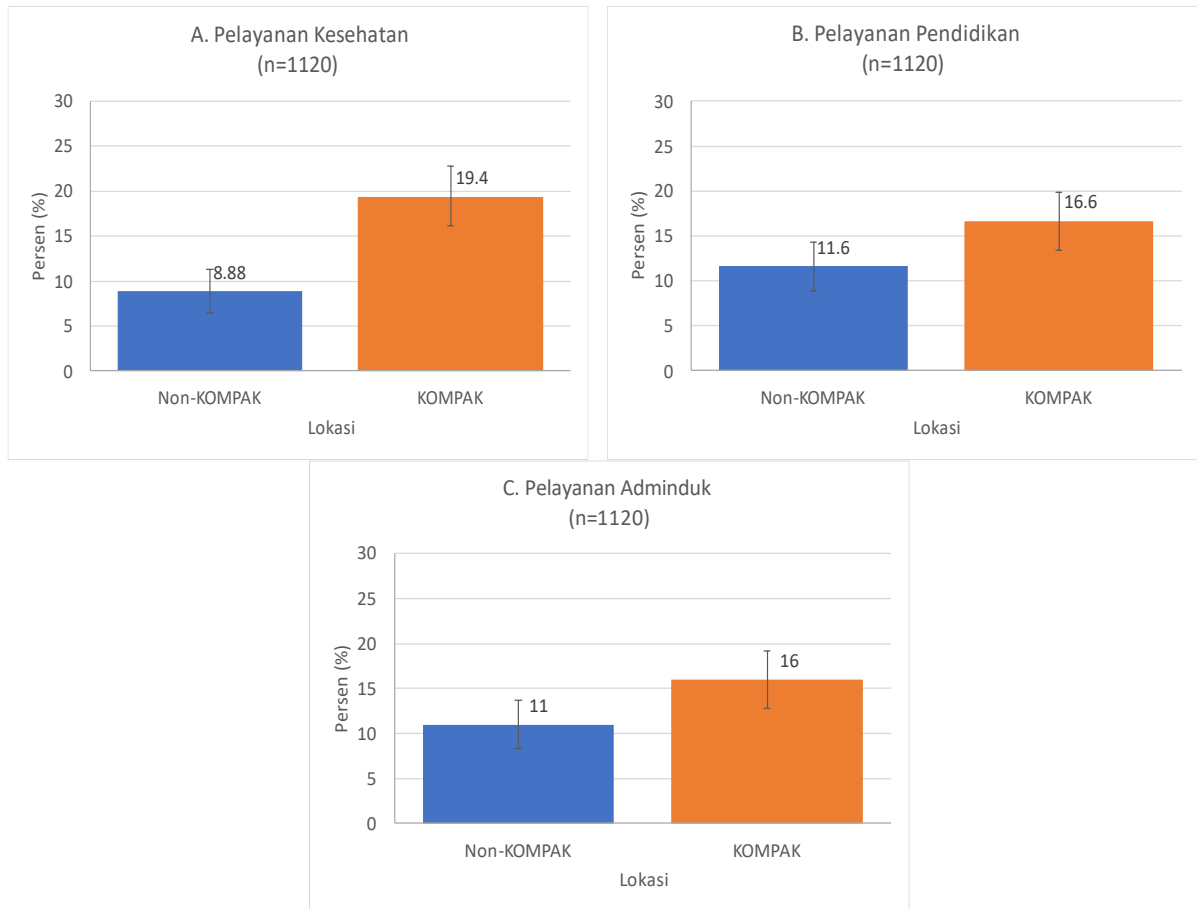 A. Pelayanan Kesehatan
(n=1120)
30
25
20
15
10
5
0
Persen (%)
8.88
19.4
Non-KOMPAK
KOMPAK
Lokasi
B. Pelayanan Pendidikan
(n=1120)
30
25
20
15
10
5
0
Persen (%)
11.6
16.6
Non-KOMPAK
KOMPAK
Lokasi
C. Pelayanan Adminduk
(n=1120)
30
25
20
15
10
5
0
Persen (%)
11
16
Non-KOMPAK
KOMPAK
Lokasi